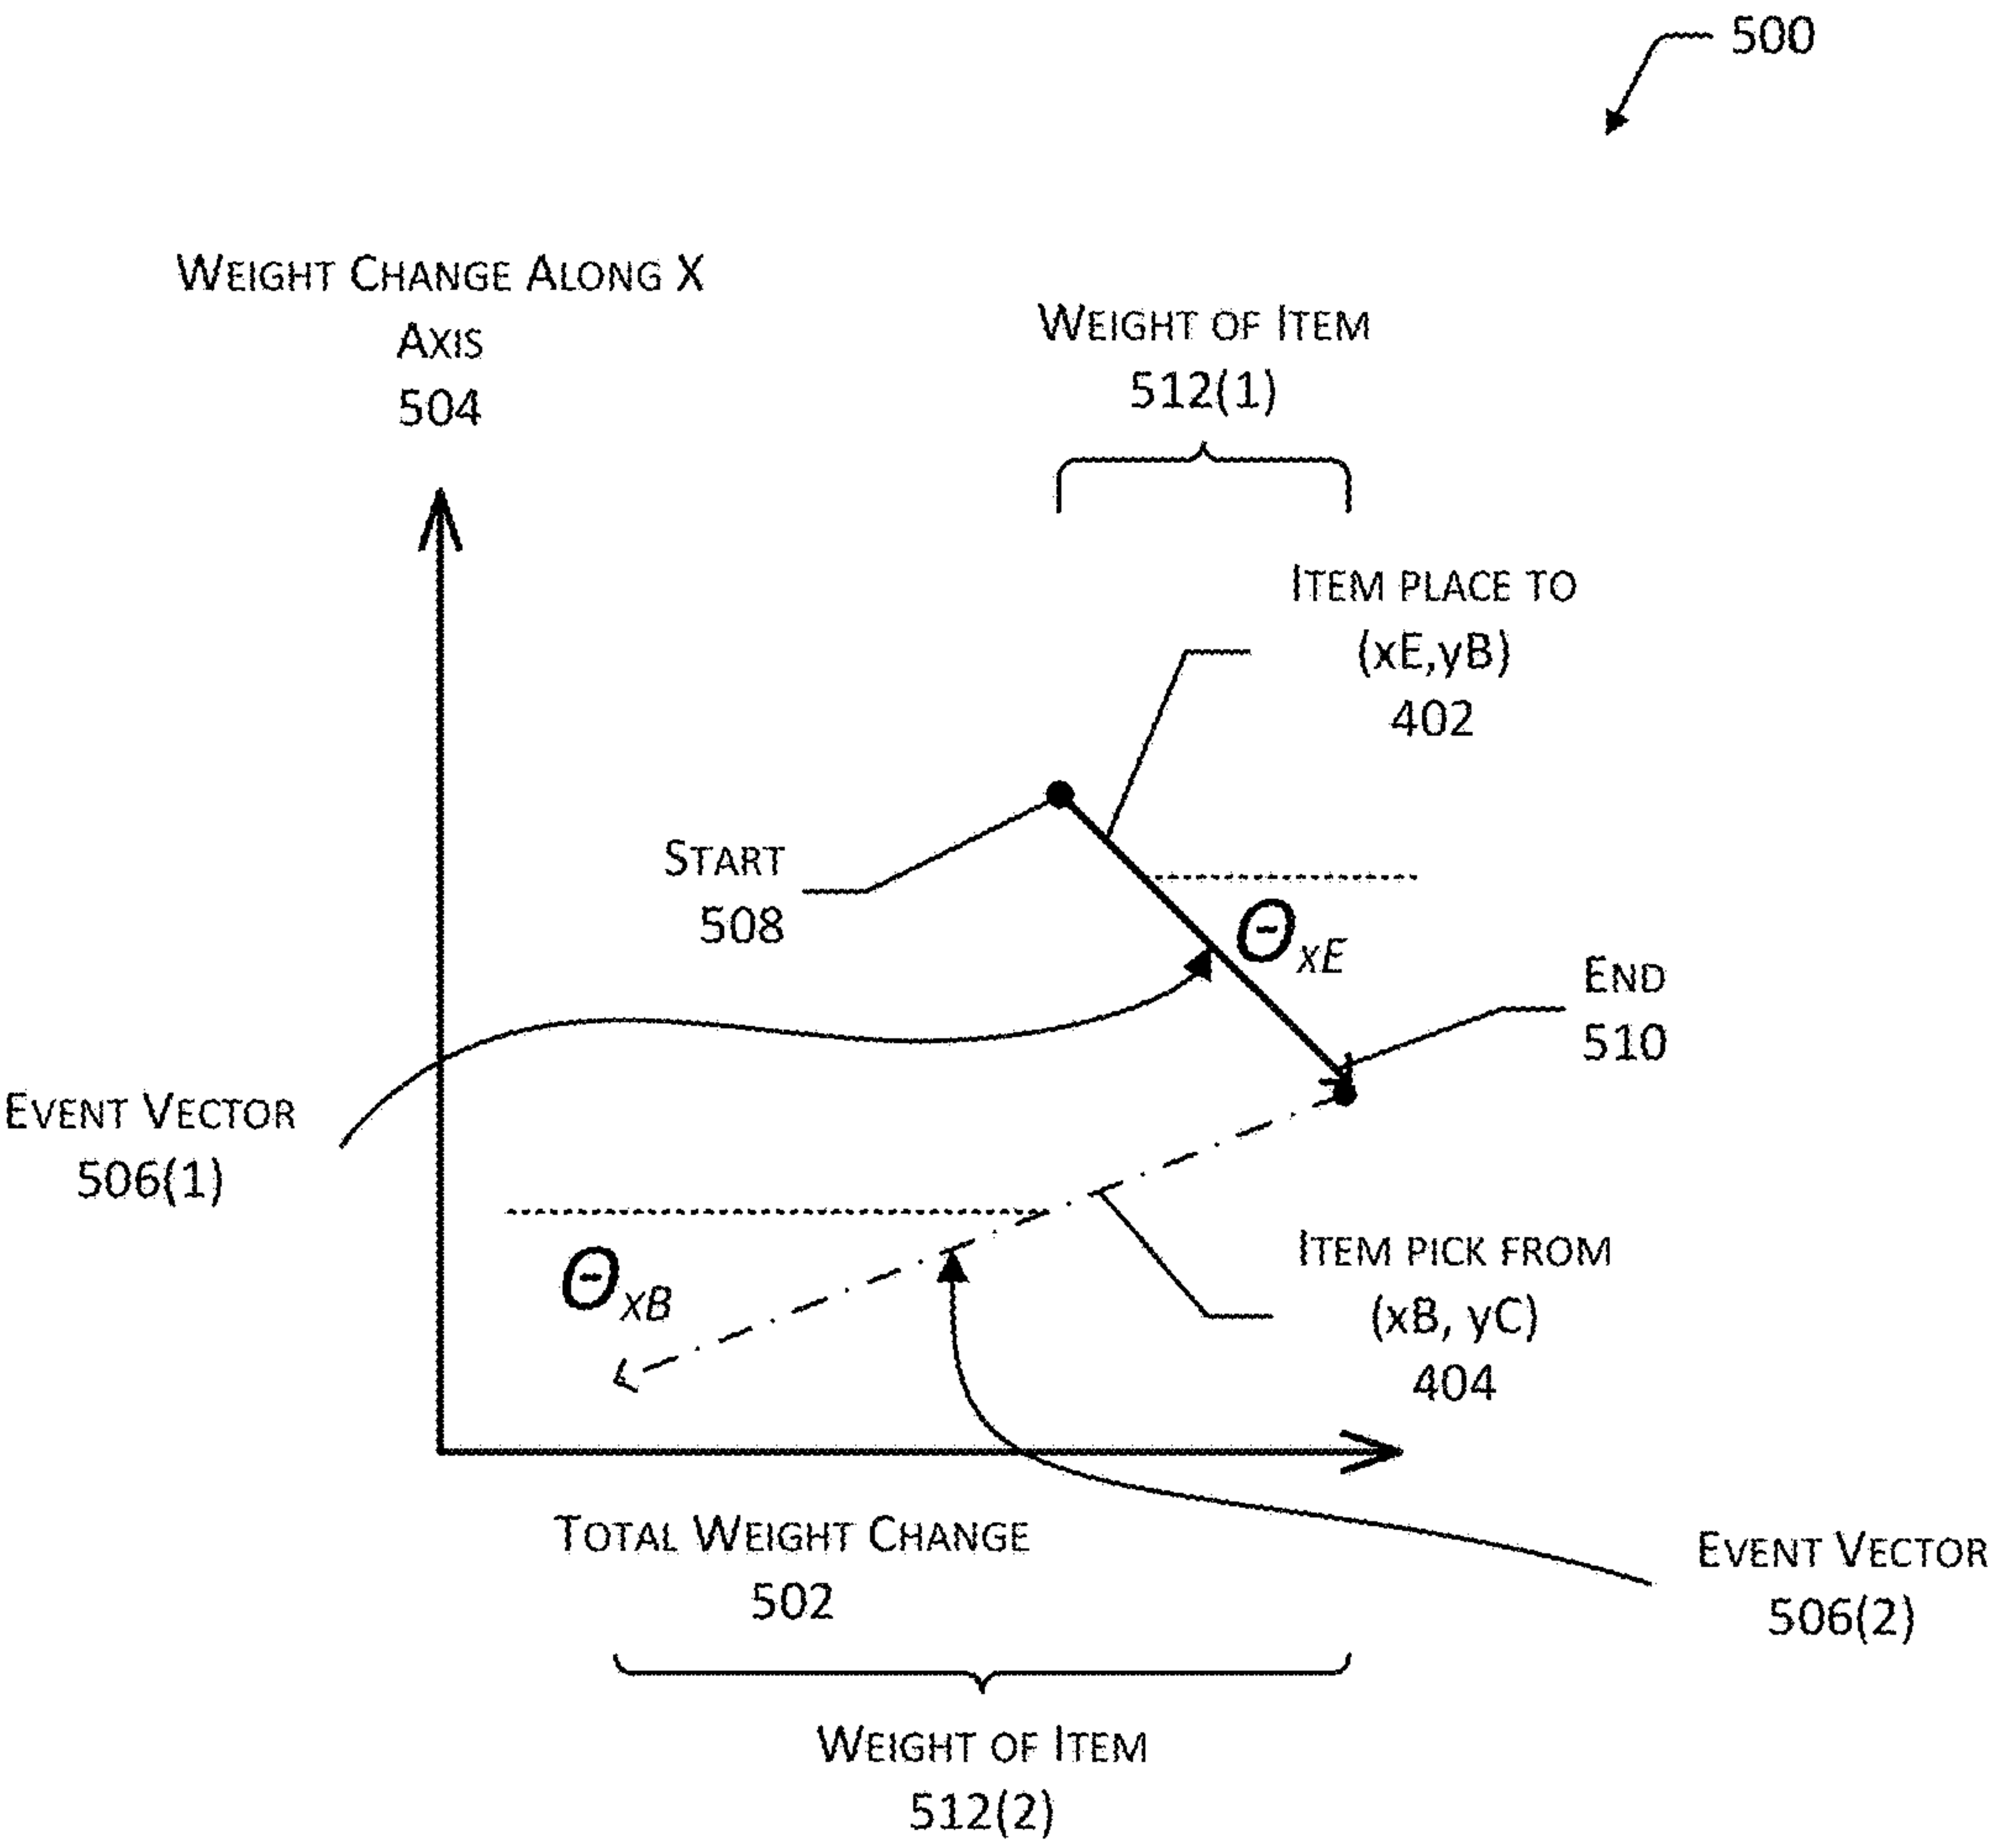 500
WEIGHT CHANGE ALONG X
AXIS
504
WEIGHT OF ITEM
512(1)
ITEM PLACE TO
(xE,yB)
402
START
508
ΘxE
END
510
EVENT VECTOR
506(1)
ΘxB
ITEM PICK FROM
(xB, yC)
404
TOTAL WEIGHT CHANGE
502
EVENT VECTOR
506(2)
WEIGHT OF ITEM
512(2)